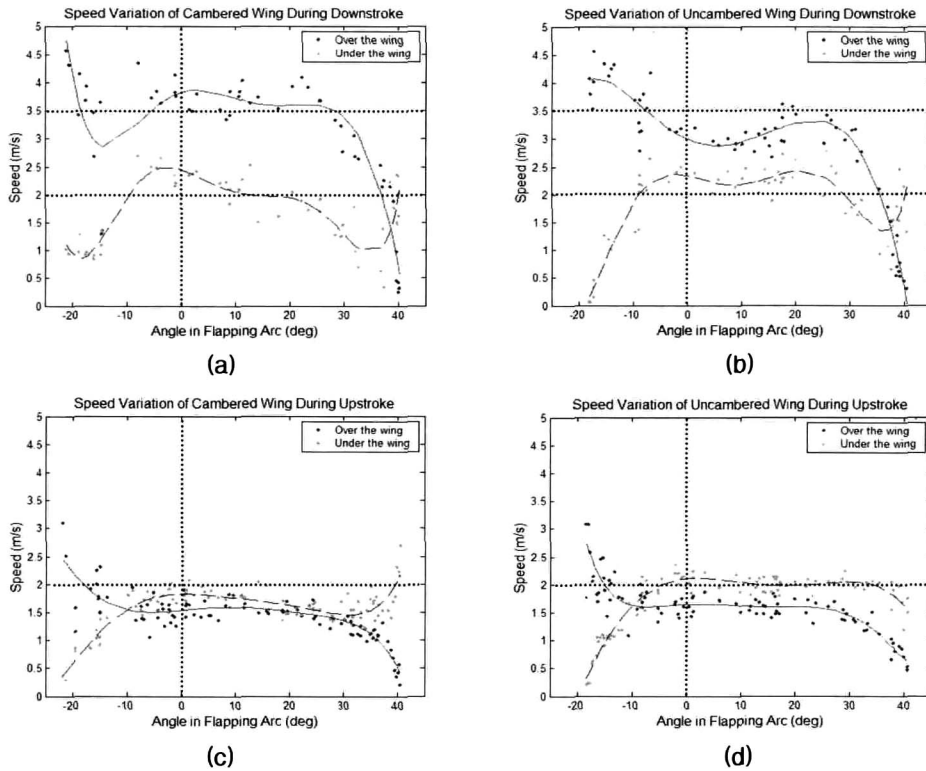 Speed Variation of Cambered Wing During Downstroke
Over the wing
Under the wing
5
4.5
4
3.5
3
2.5
2
1.5
1
0.5
0
Speed (m/s)
-20 -10 0 10 20 30 40
Angle in Flapping Arc (deg)
(a)
Speed Variation of Uncambered Wing During Downstroke
Over the wing
Under the wing
5
4.5
4
3.5
3
2.5
2
1.5
1
0.5
0
Speed (m/s)
-20 -10 0 10 20 30 40
Angle in Flapping Arc (deg)
(b)
Speed Variation of Cambered Wing During Upstroke
Over the wing
Under the wing
5
4.5
4
3.5
3
2.5
2
1.5
1
0.5
0
Speed (m/s)
-20 -10 0 10 20 30 40
Angle in Flapping Arc (deg)
(c)
Speed Variation of Uncambered Wing During Upstroke
Over the wing
Under the wing
5
4.5
4
3.5
3
2.5
2
1.5
1
0.5
0
Speed (m/s)
-20 -10 0 10 20 30 40
Angle in Flapping Arc (deg)
(d)